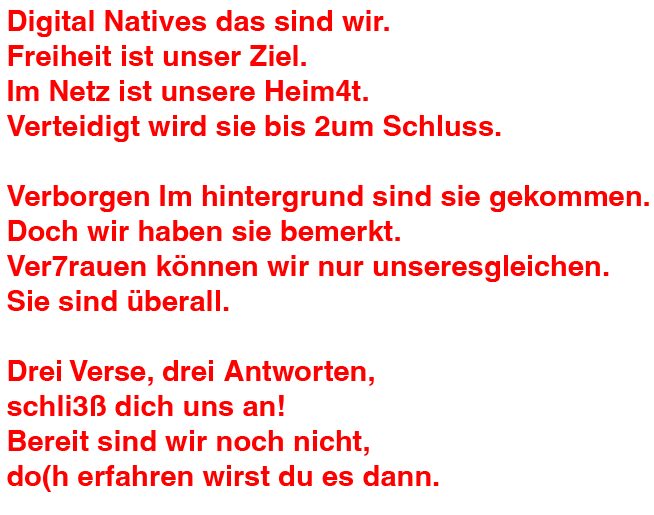 Digital Natives das sind wir.
Freiheit ist unser Ziel.
Im Netz ist unsere Heim4t.
Verteidigt wird sie bis 2um Schluss.

Verborgen Im hintergrund sind sie gekommen.
Doch wir haben sie bemerkt.
Ver7rauen können wir nur unseresgleichen.
Sie sind überall.

Drei Verse, drei Antworten,
schli3ß dich uns an!
Bereit sind wir noch nicht,
do(h erfahren wirst du es dann.